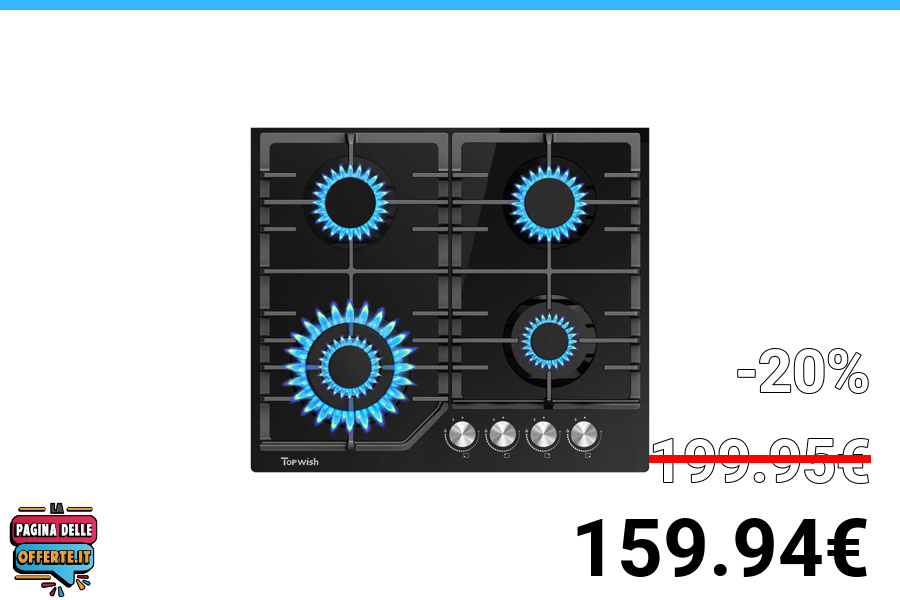 -20%
199.95€
TopWish
159.94€
LA
PAGINA DELLE
OFFERTE.IT